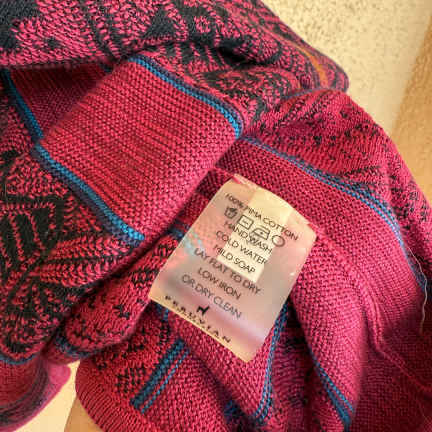 100% PIMA COTTON
HAND WASH
COLD WATER
MILD SOAP
LAY FLAT TO DRY
LOW IRON
OR DRY CLEAN
PERUVIAN